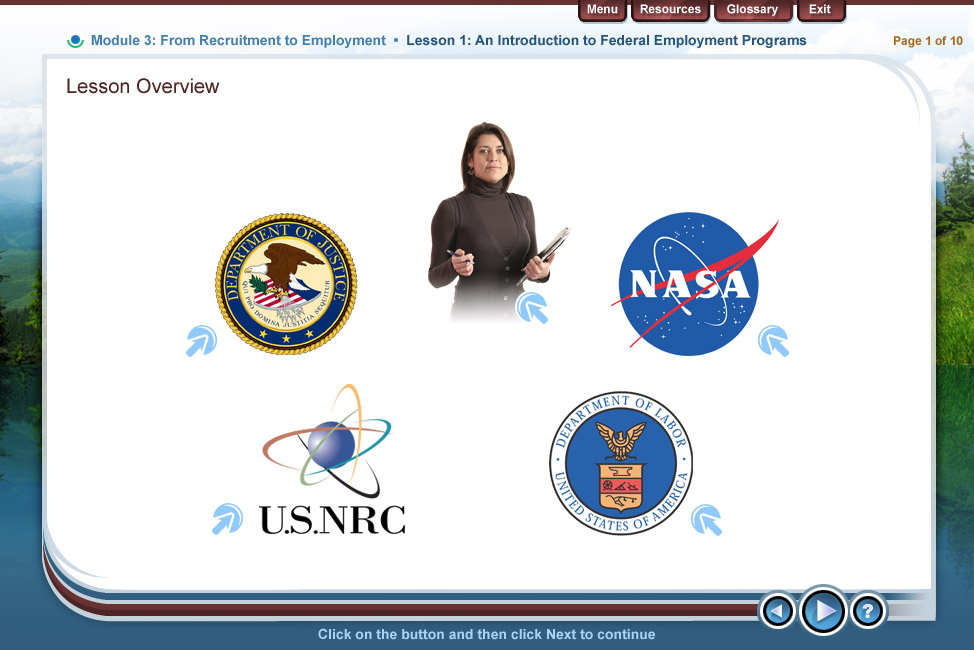 Menu Resources Glossary Exit
Module 3: From Recruitment to Employment • Lesson 1: An Introduction to Federal Employment Programs
Page 1 of 10
Lesson Overview
DEPARTMENT OF JUSTICE
QUI PRO DOMINA JUSTITIA SEQUITUR
NASA
U.S.NRC
DEPARTMENT OF LABOR
UNITED STATES OF AMERICA
?
Click on the button and then click Next to continue